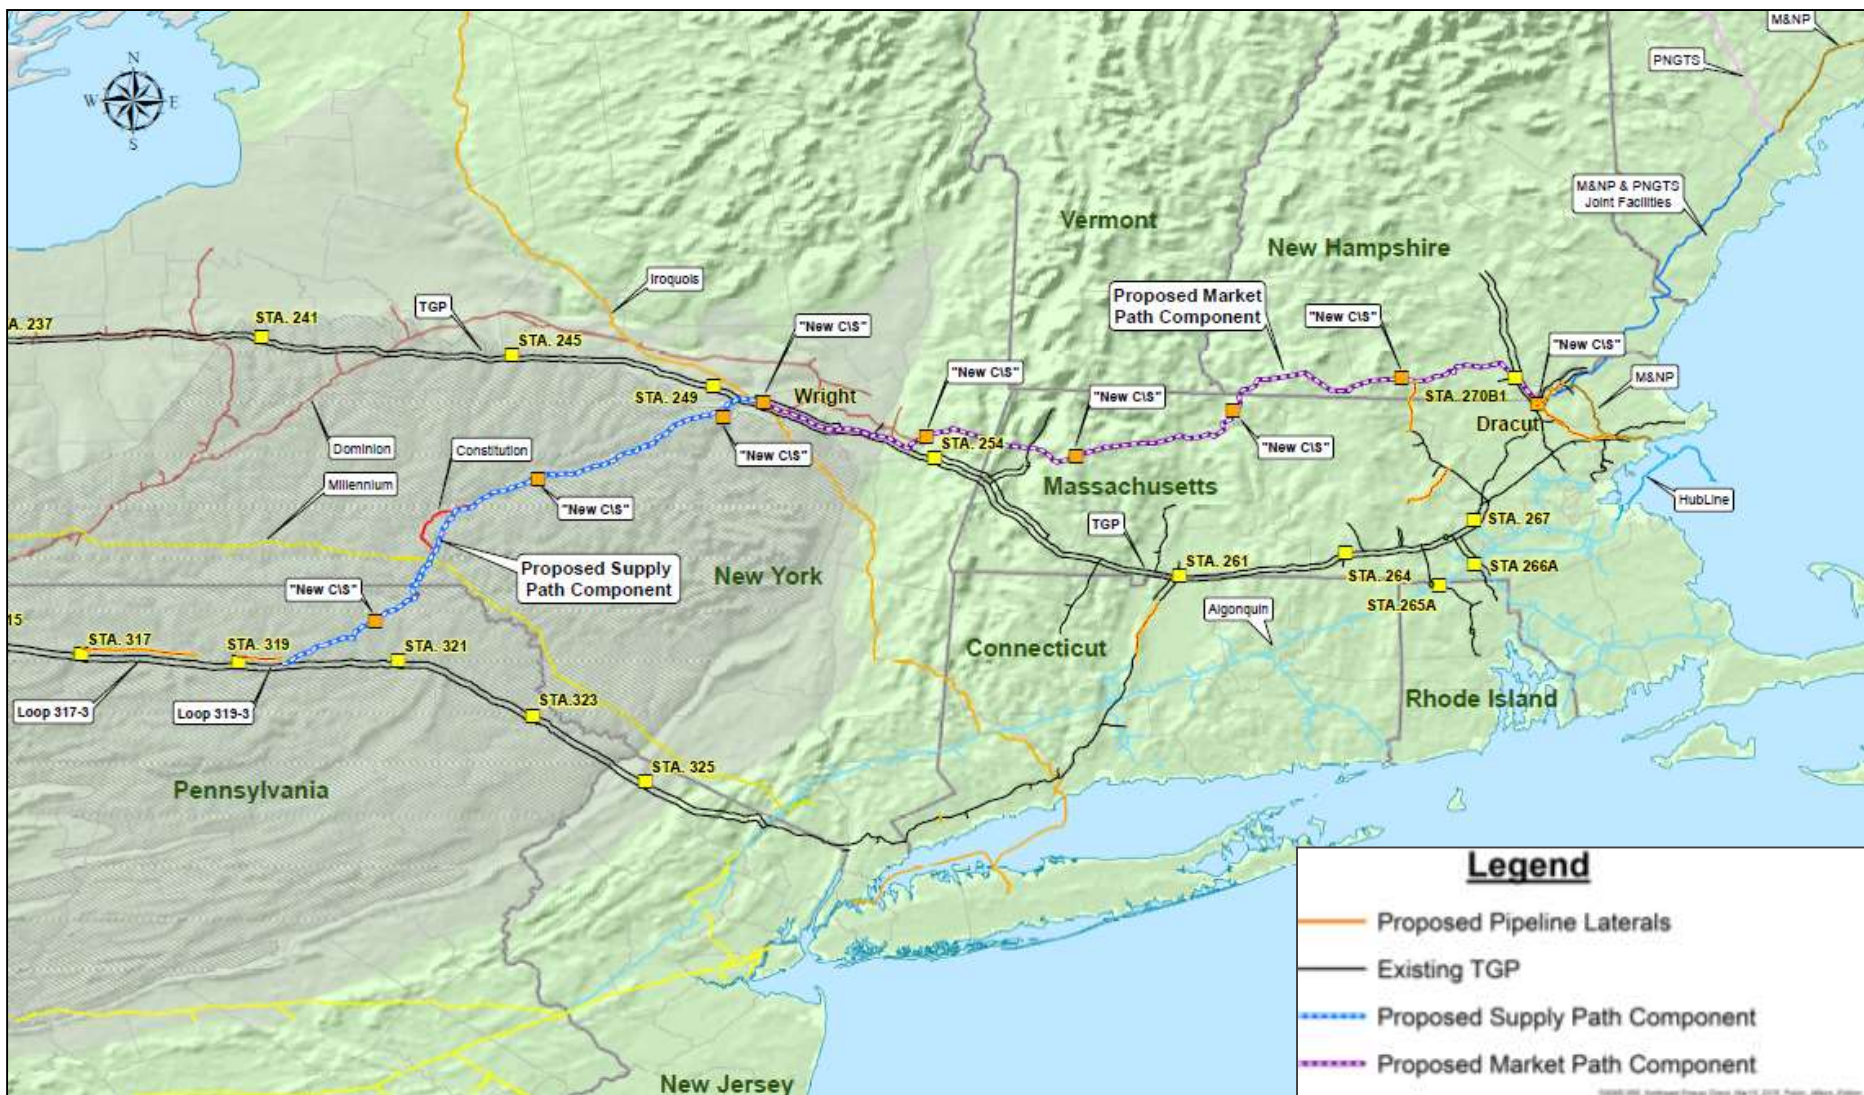 M&NP
PNGTS
N
W
E
S
M&NP & PNGTS
Joint Facilities
Vermont
New Hampshire
Iroquois
Proposed Market
Path Component
TGP
STA. 241
A. 237
STA. 245
"New C\S"
"New C\S"
"New C\S"
"New C\S"
M&NP
STA. 249
Wright
"New C\S"
STA. 270B1
Dracut
STA. 254
Dominion
Constitution
"New C\S"
"New C\S"
Millennium
Massachusetts
"New C\S"
HubLine
TGP
STA. 267
Proposed Supply
Path Component
New York
STA. 261
STA 266A
STA. 264
"New C\S"
STA.265A
Algonquin
15
STA. 317
STA. 319
STA. 321
Connecticut
Loop 317-3
Loop 319-3
STA.323
Rhode Island
STA. 325
Pennsylvania
New Jersey
Legend
Proposed Pipeline Laterals
Existing TGP
Proposed Supply Path Component
Proposed Market Path Component